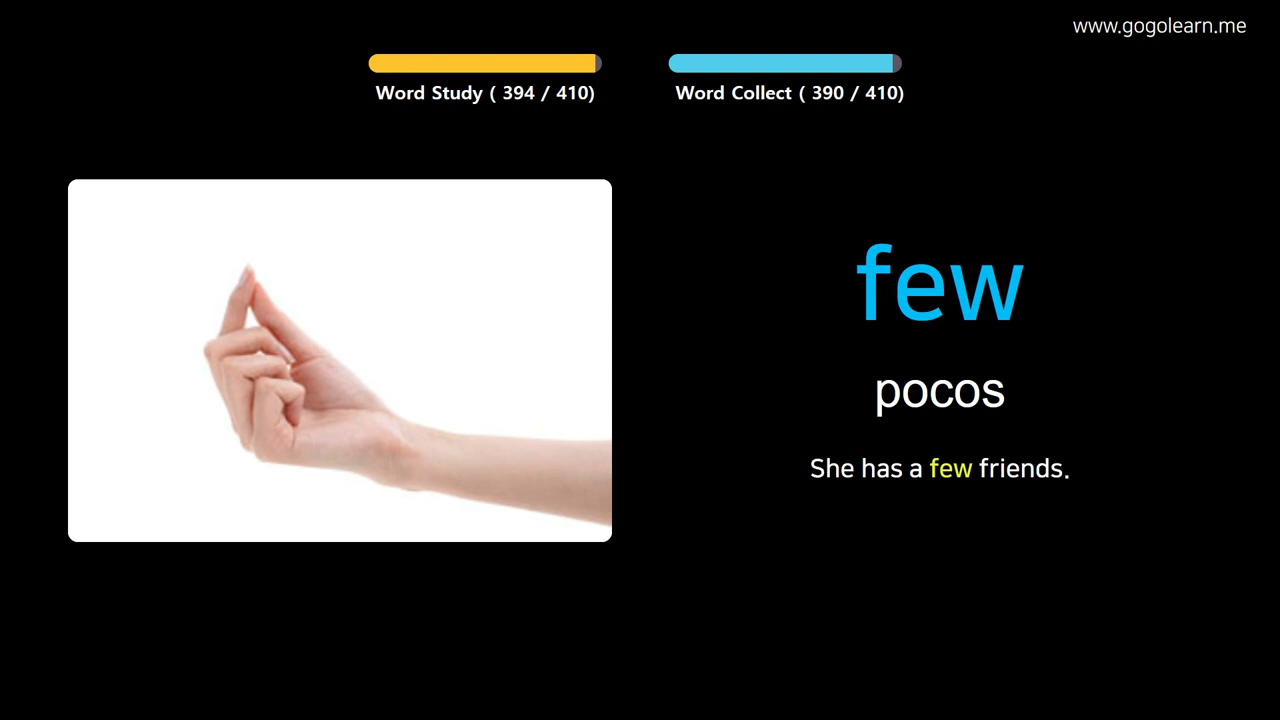 www.gogolearn.me
Word Study ( 394 / 410)
Word Collect ( 390 / 410)
few
pocos
She has a few friends.